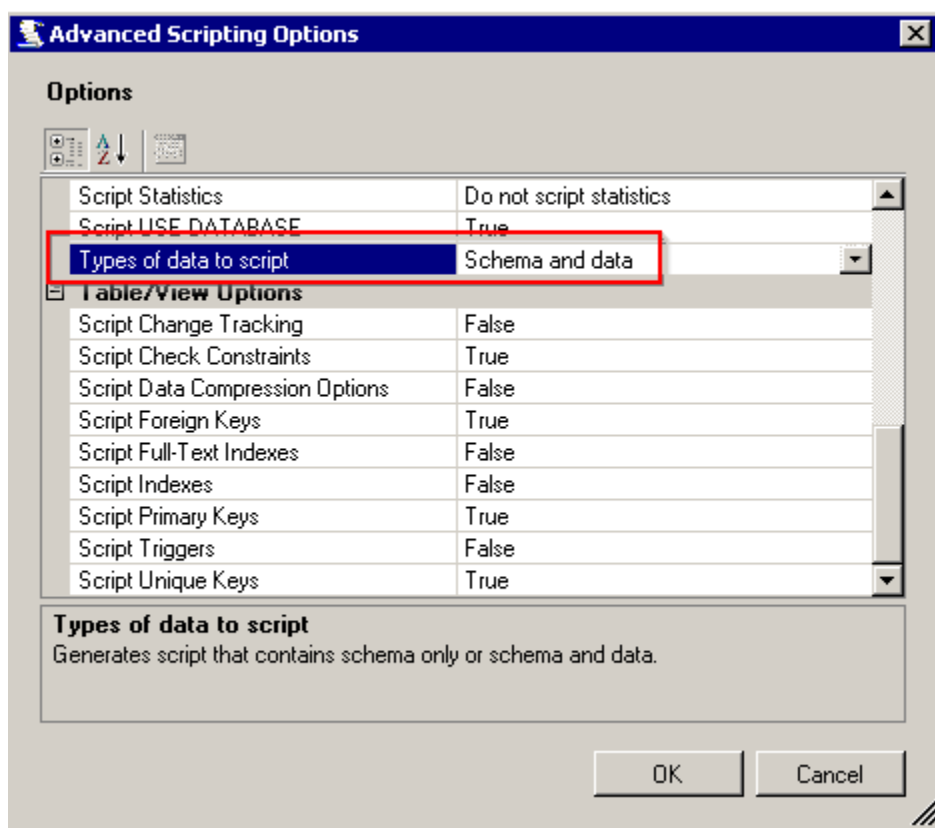 Advanced Scripting Options
Options
Script Statistics Do not script statistics
Script USE DATABASE True
Types of data to script Schema and data
Table/View Options
Script Change Tracking False
Script Check Constraints True
Script Data Compression Options False
Script Foreign Keys True
Script Full-Text Indexes False
Script Indexes False
Script Primary Keys True
Script Triggers False
Script Unique Keys True
Types of data to script
Generates script that contains schema only or schema and data.
OK Cancel